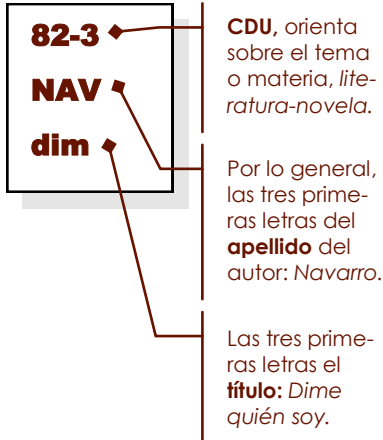 82-3
NAV
dim
CDU, orienta
sobre el tema
o materia, lite-
ratura-novela.
Por lo general,
las tres prime-
ras letras del
apellido del
autor: Navarro.
Las tres prime-
ras letras el
título: Dime
quién soy.